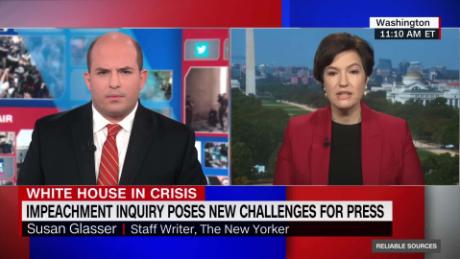 Washington
11:10 AM ET
AIR
WHITE HOUSE IN CRISIS
IMPEACHMENT INQUIRY POSES NEW CHALLENGES FOR PRESS
Susan Glasser | Staff Writer, The New Yorker
RELIABLE SOURCES